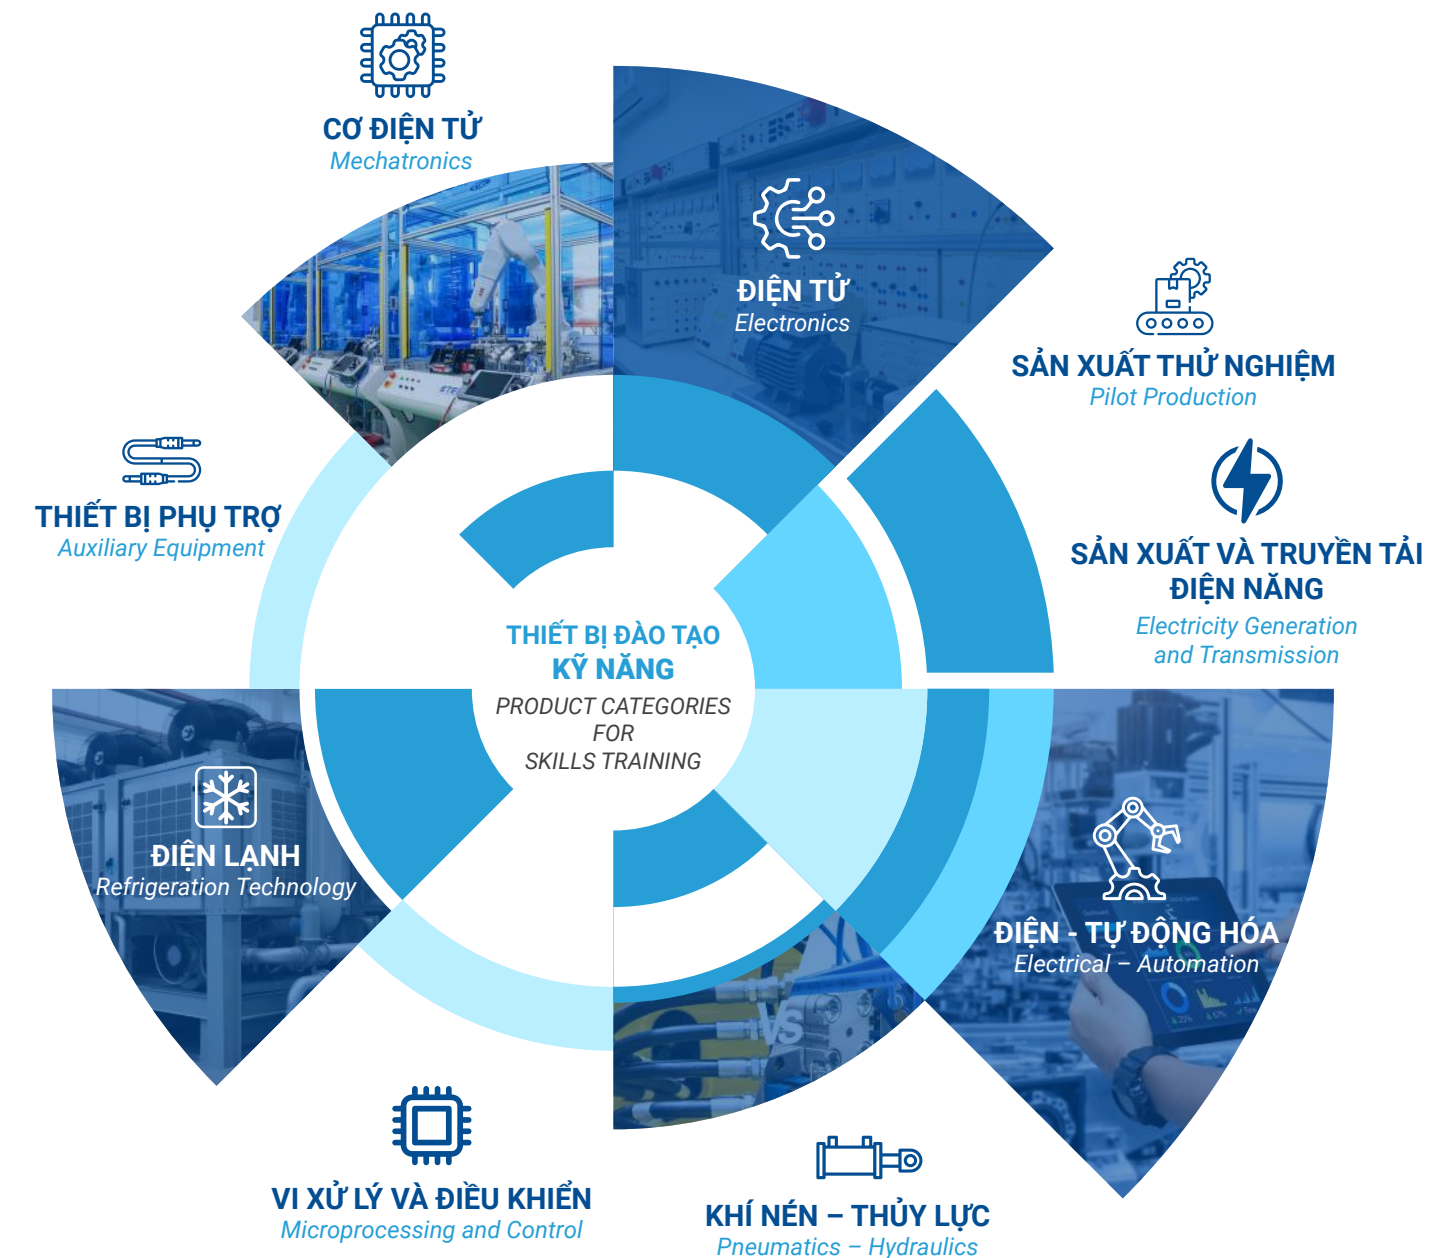 CƠ ĐIỆN TỬ
Mechatronics
ĐIỆN TỬ
Electronics
SẢN XUẤT THỬ NGHIỆM
Pilot Production
THIẾT BỊ PHỤ TRỢ
Auxiliary Equipment
SẢN XUẤT VÀ TRUYỀN TẢI
ĐIỆN NĂNG
Electricity Generation
and Transmission
THIẾT BỊ ĐÀO TẠO
KỸ NĂNG
PRODUCT CATEGORIES
FOR
SKILLS TRAINING
ĐIỆN LẠNH
Refrigeration Technology
ĐIỆN - TỰ ĐỘNG HÓA
Electrical – Automation
VS
VI XỬ LÝ VÀ ĐIỀU KHIỂN
Microprocessing and Control
KHÍ NÉN – THỦY LỰC
Pneumatics – Hydraulics